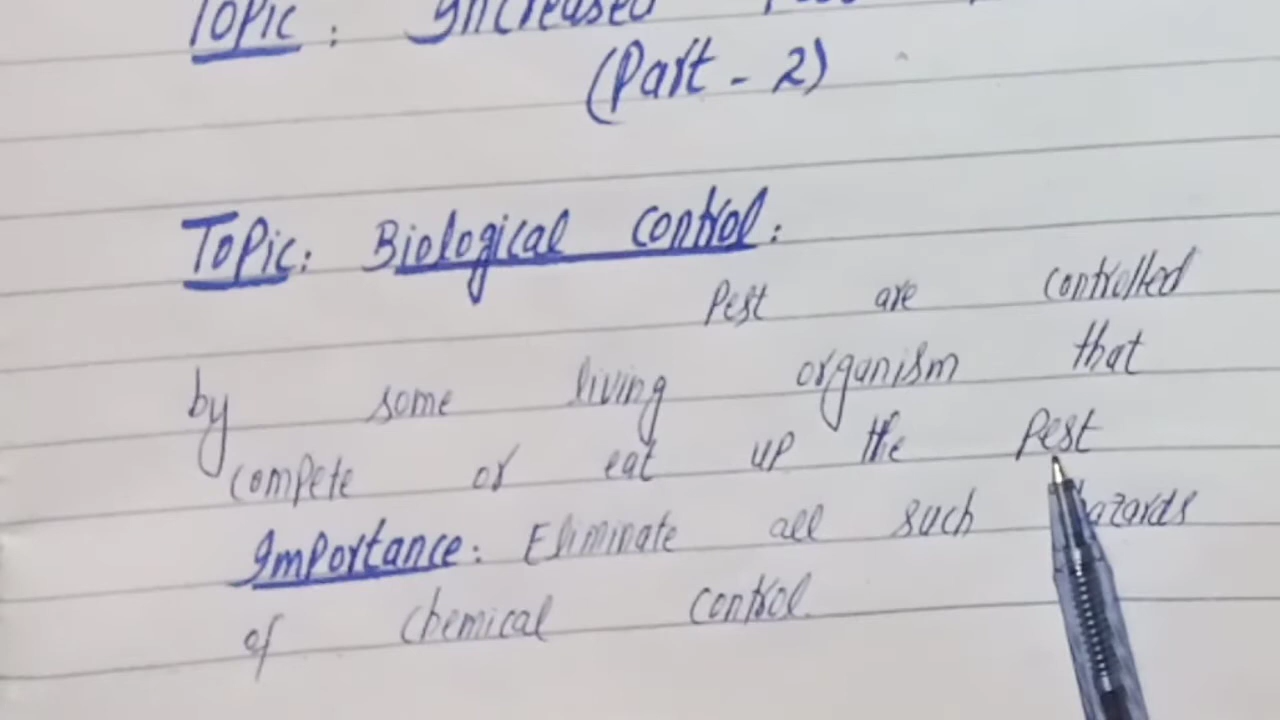 Topic: Increased
(Part - 2)
Topic: Biological control:
Pest are controlled
by some living organism that
compete or eat up the Pest
Importance: Eliminate all such hazards
of chemical control